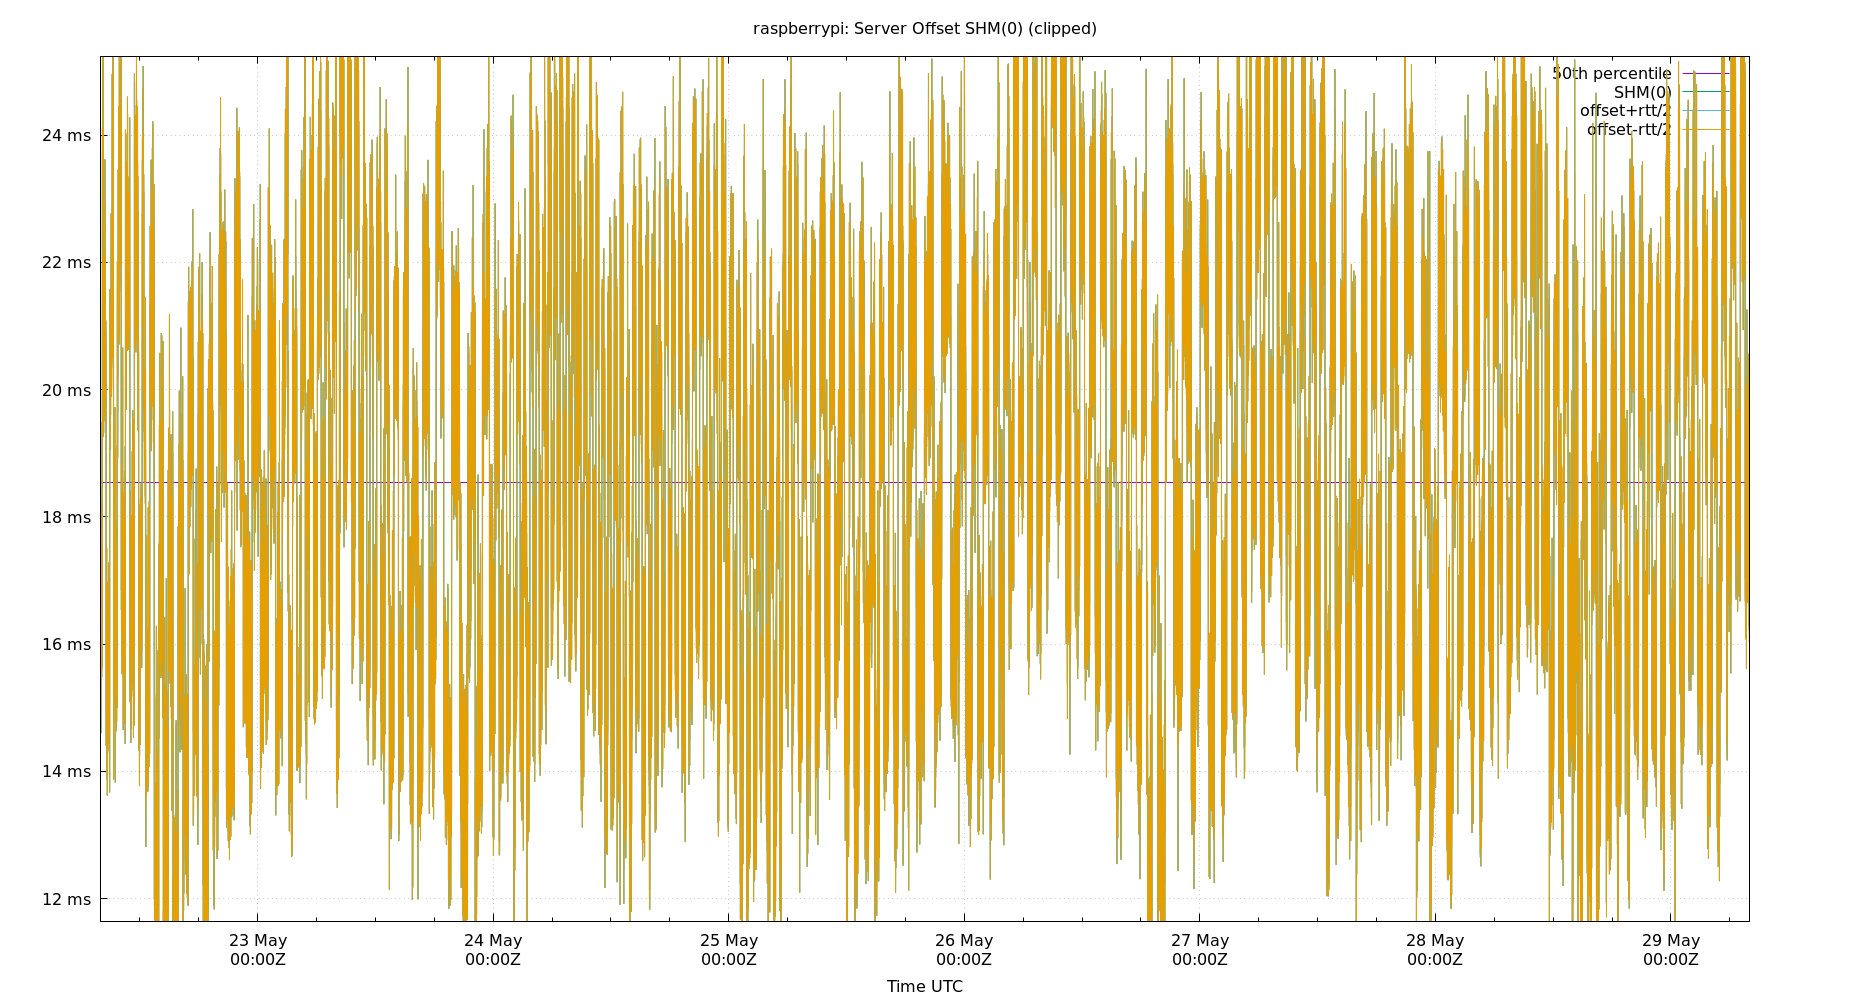 raspberrypi: Server Offset SHM(0) (clipped)
50th percentile
SHM(0)
offset+rtt/2
offset-rtt/2
24 ms
22 ms
20 ms
18 ms
16 ms
14 ms
12 ms
23 May 24 May 25 May 26 May 27 May 28 May 29 May
00:00Z 00:00Z 00:00Z 00:00Z 00:00Z 00:00Z 00:00Z
Time UTC